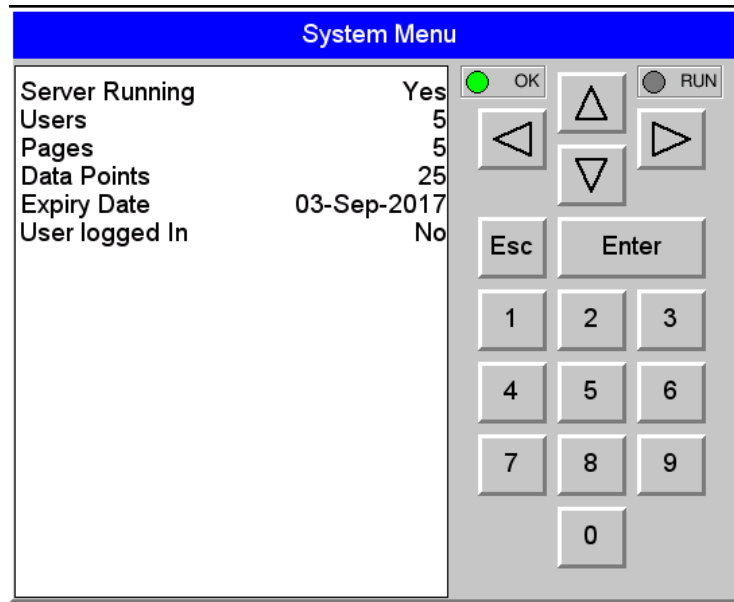 System Menu
Server Running Yes
Users 5
Pages 5
Data Points 25
Expiry Date 03-Sep-2017
User logged In No
OK RUN
Esc Enter
1 2 3
4 5 6
7 8 9
0